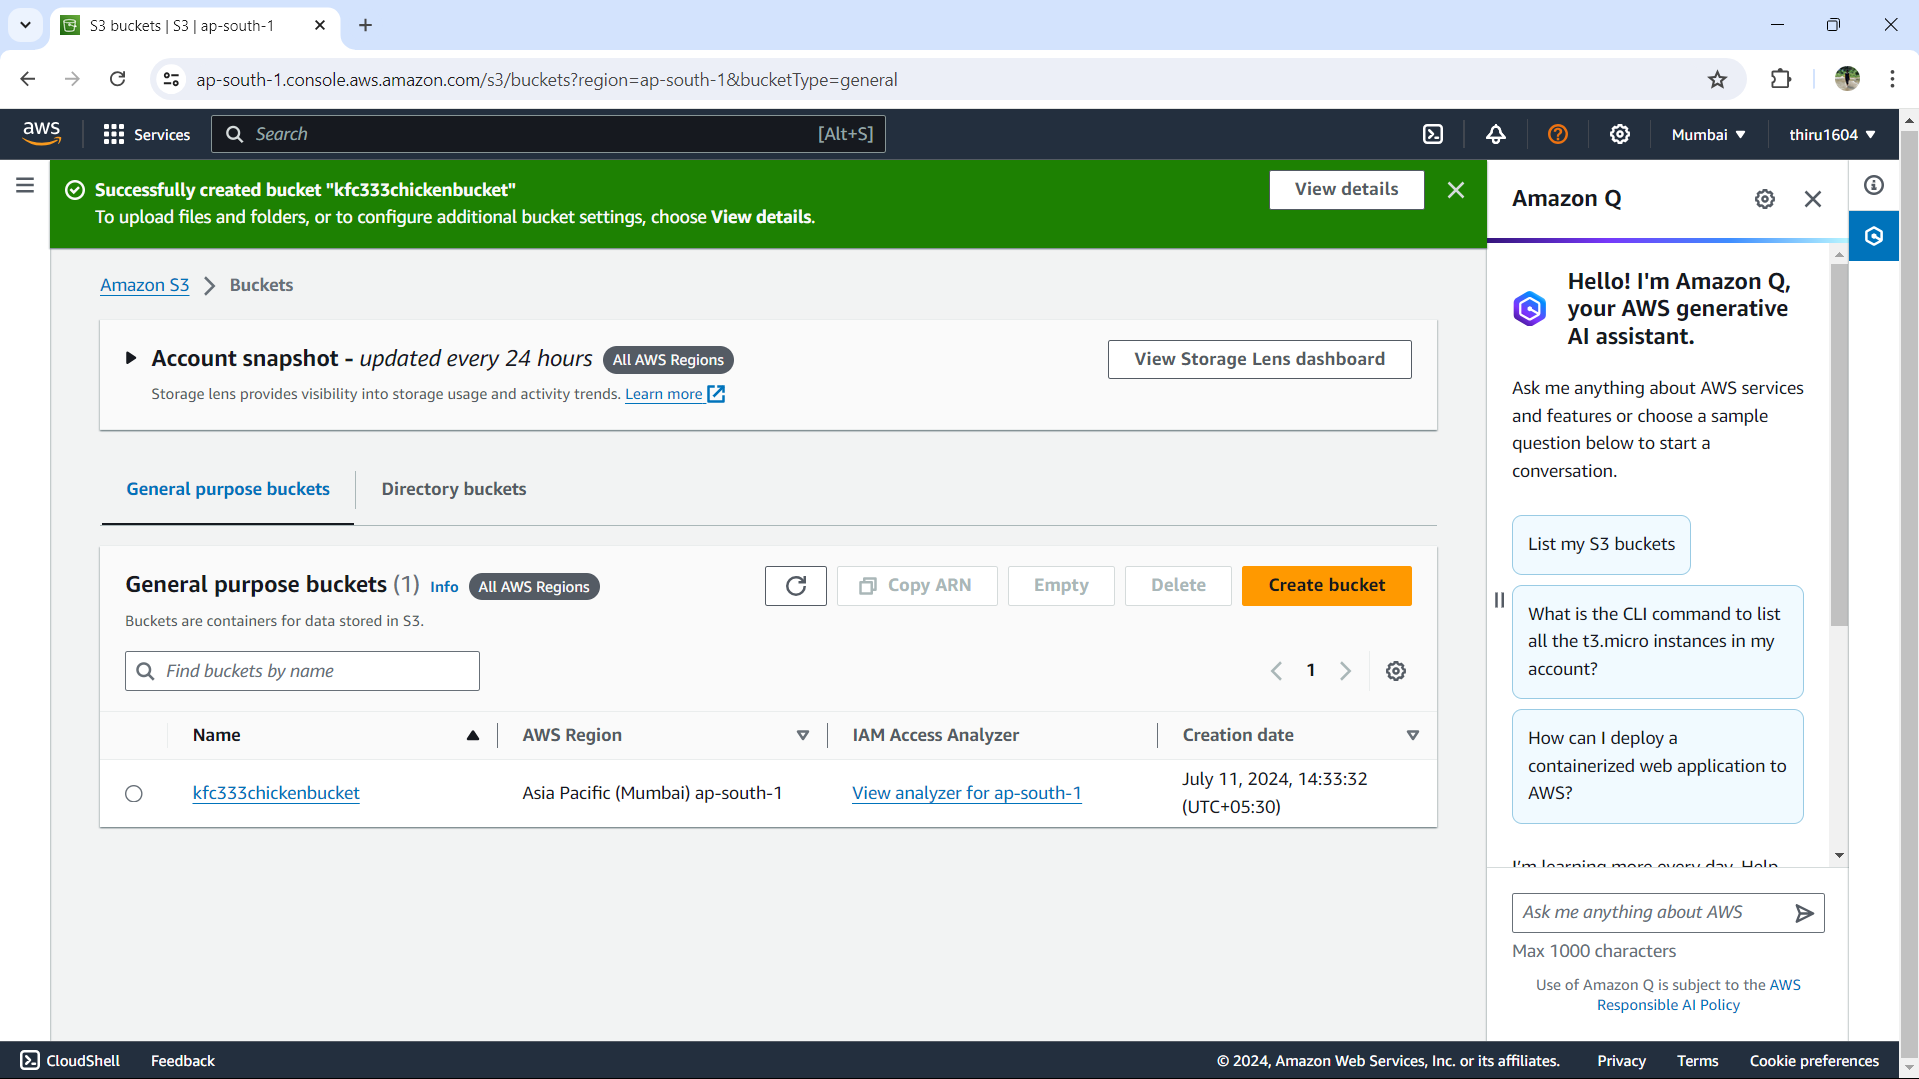 S3 buckets | S3 | ap-south-1
ap-south-1.console.aws.amazon.com/s3/buckets?region=ap-south-1&bucketType=general
aws
Services
Search
[Alt+S]
Mumbai
thiru1604
Successfully created bucket "kfc333chickenbucket"
To upload files and folders, or to configure additional bucket settings, choose View details.
View details
Amazon S3
Buckets
Account snapshot - updated every 24 hours
All AWS Regions
Storage lens provides visibility into storage usage and activity trends. Learn more
View Storage Lens dashboard
General purpose buckets
Directory buckets
General purpose buckets (1)
Info
All AWS Regions
Copy ARN
Empty
Delete
Create bucket
Buckets are containers for data stored in S3.
Find buckets by name
1
Name
AWS Region
IAM Access Analyzer
Creation date
kfc333chickenbucket
Asia Pacific (Mumbai) ap-south-1
View analyzer for ap-south-1
July 11, 2024, 14:33:32
(UTC+05:30)
Amazon Q
Hello! I'm Amazon Q,
your AWS generative
AI assistant.
Ask me anything about AWS services
and features or choose a sample
question below to start a
conversation.
List my S3 buckets
What is the CLI command to list
all the t3.micro instances in my
account?
How can I deploy a
containerized web application to
AWS?
I'm learning more every day. Help
Ask me anything about AWS
Max 1000 characters
Use of Amazon Q is subject to the AWS
Responsible AI Policy
CloudShell
Feedback
© 2024, Amazon Web Services, Inc. or its affiliates.
Privacy
Terms
Cookie preferences